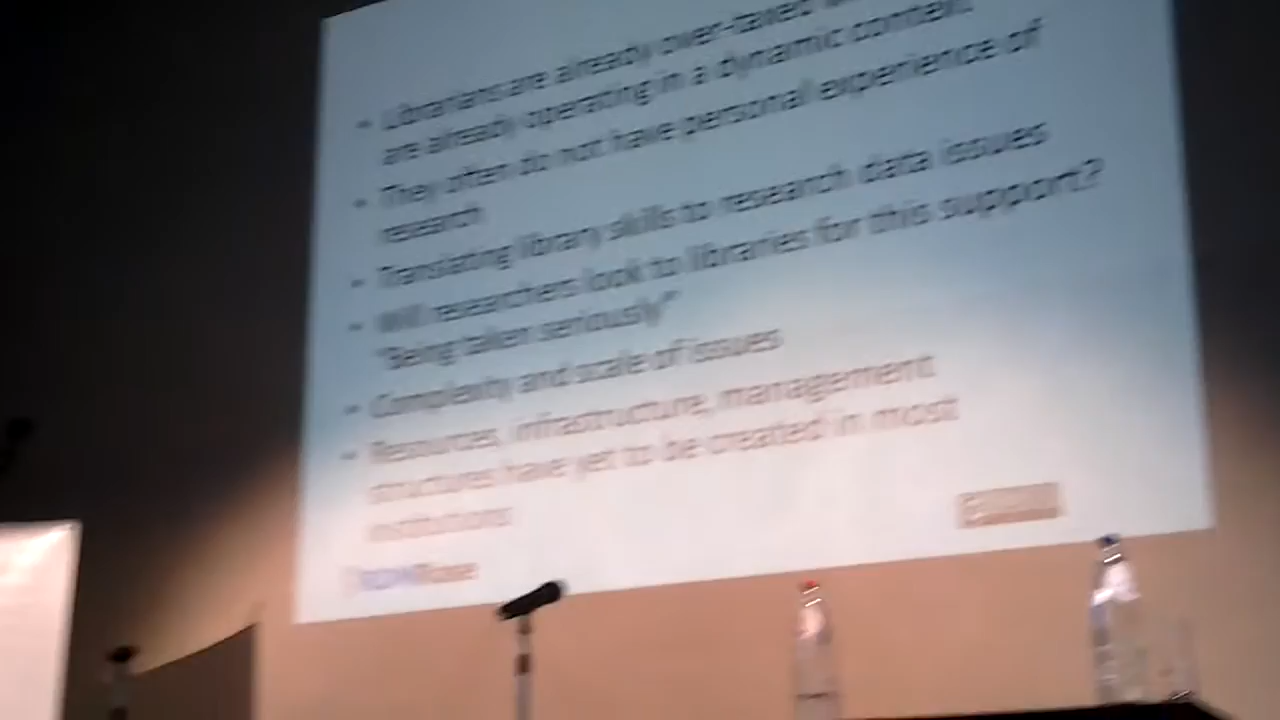 • Librarians are already over-taxed
are already operating in a dynamic context
• They often do not have personal experience of
research
• Translating library skills to research data issues
• Will researchers look to libraries for this support?
"Being taken seriously"
• Complexity and scale of issues
• Resources, infrastructure, management
structures have yet to be created in most
institutions